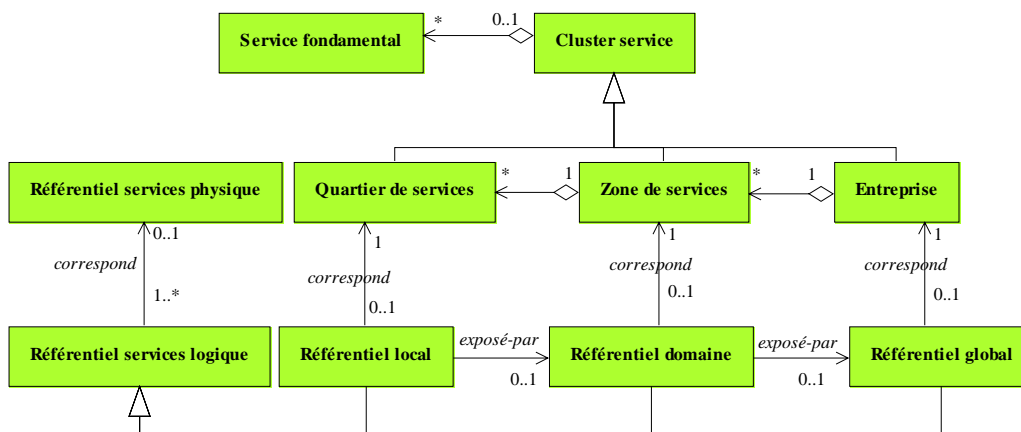 * 0..1
Service fondamental
Cluster service
Référentiel services physique
Quartier de services
* 1
Zone de services
* 1
Entreprise
0..1
correspond
1..*
1
correspond
0..1
1
correspond
0..1
1
correspond
0..1
Référentiel services logique
Référentiel local
exposé-par
0..1
Référentiel domaine
exposé-par
0..1
Référentiel global